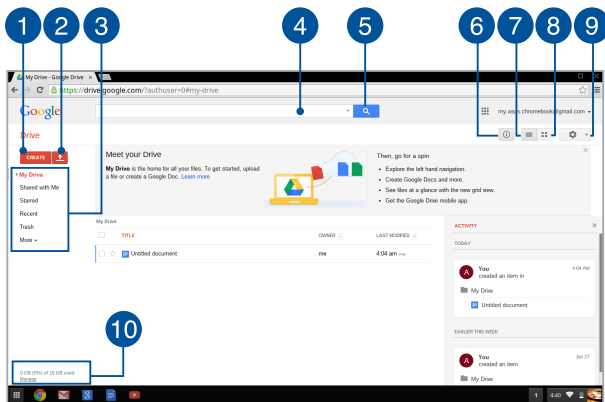 1 2 3 4 5 6 7 8 9
My Drive - Google Drive ×
https://drive.google.com/?authuser=0#my-drive
Google
my.asus.chromebook@gmail.com
Drive
CREATE
Meet your Drive
My Drive is the home for all your files. To get started, upload
a file or create a Google Doc. Learn more
Then, go for a spin
• Explore the left hand navigation.
• Create Google Docs and more.
• See files at a glance with the new grid view.
• Get the Google Drive mobile app.
My Drive
Shared with Me
Starred
Recent
Trash
More
My Drive
TITLE OWNER LAST MODIFIED
Untitled document me 4:04 am me
ACTIVITY ×
TODAY
A You 4:04 AM
created an item in
My Drive
Untitled document
EARLIER THIS WEEK
A You Jan 27
created an item
My Drive
10
0 GB (0%) of 15 GB used
Manage
8
1 4:40